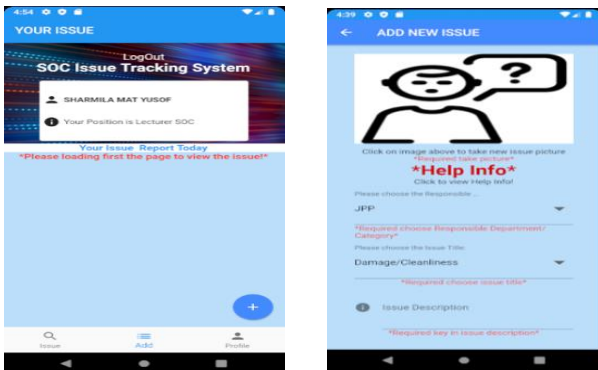 4:54
YOUR ISSUE
LogOut
SOC Issue Tracking System
SHARMILA MAT YUSOF
Your Position is Lecturer SOC
Your Issue Report Today
*Please loading first the page to view the issue!*
+
Issue
Add
Profile
4:39
ADD NEW ISSUE
?
Click on image above to take new issue picture
*Required take picture*
*Help Info*
Click to view Help Info!
Please choose the Responsible ..
JPP
*Required choose Responsible Department/
Category*
Please choose the Issue Title:
Damage/Cleanliness
*Required choose issue title*
Issue Description
*Required key in issue description*